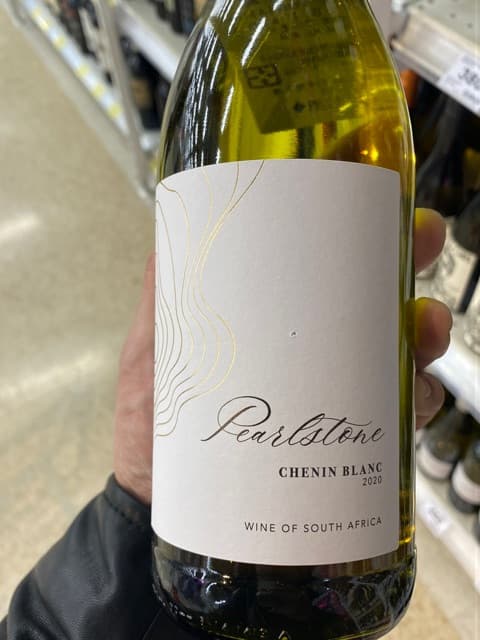 Pearlstone
CHENIN BLANC
2020
WINE OF SOUTH AFRICA